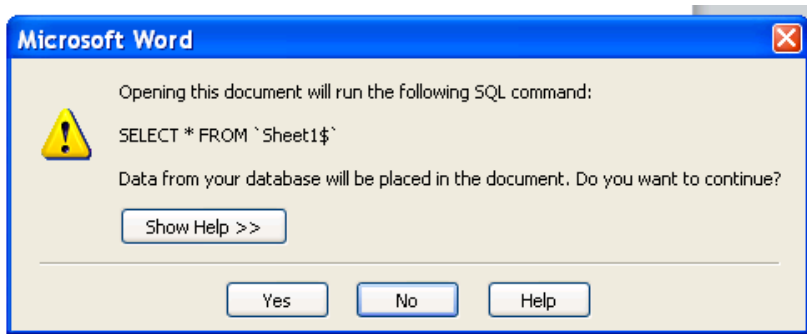 Microsoft Word
Opening this document will run the following SQL command:
SELECT * FROM `Sheet1$`
Data from your database will be placed in the document. Do you want to continue?
Show Help >>
Yes No Help